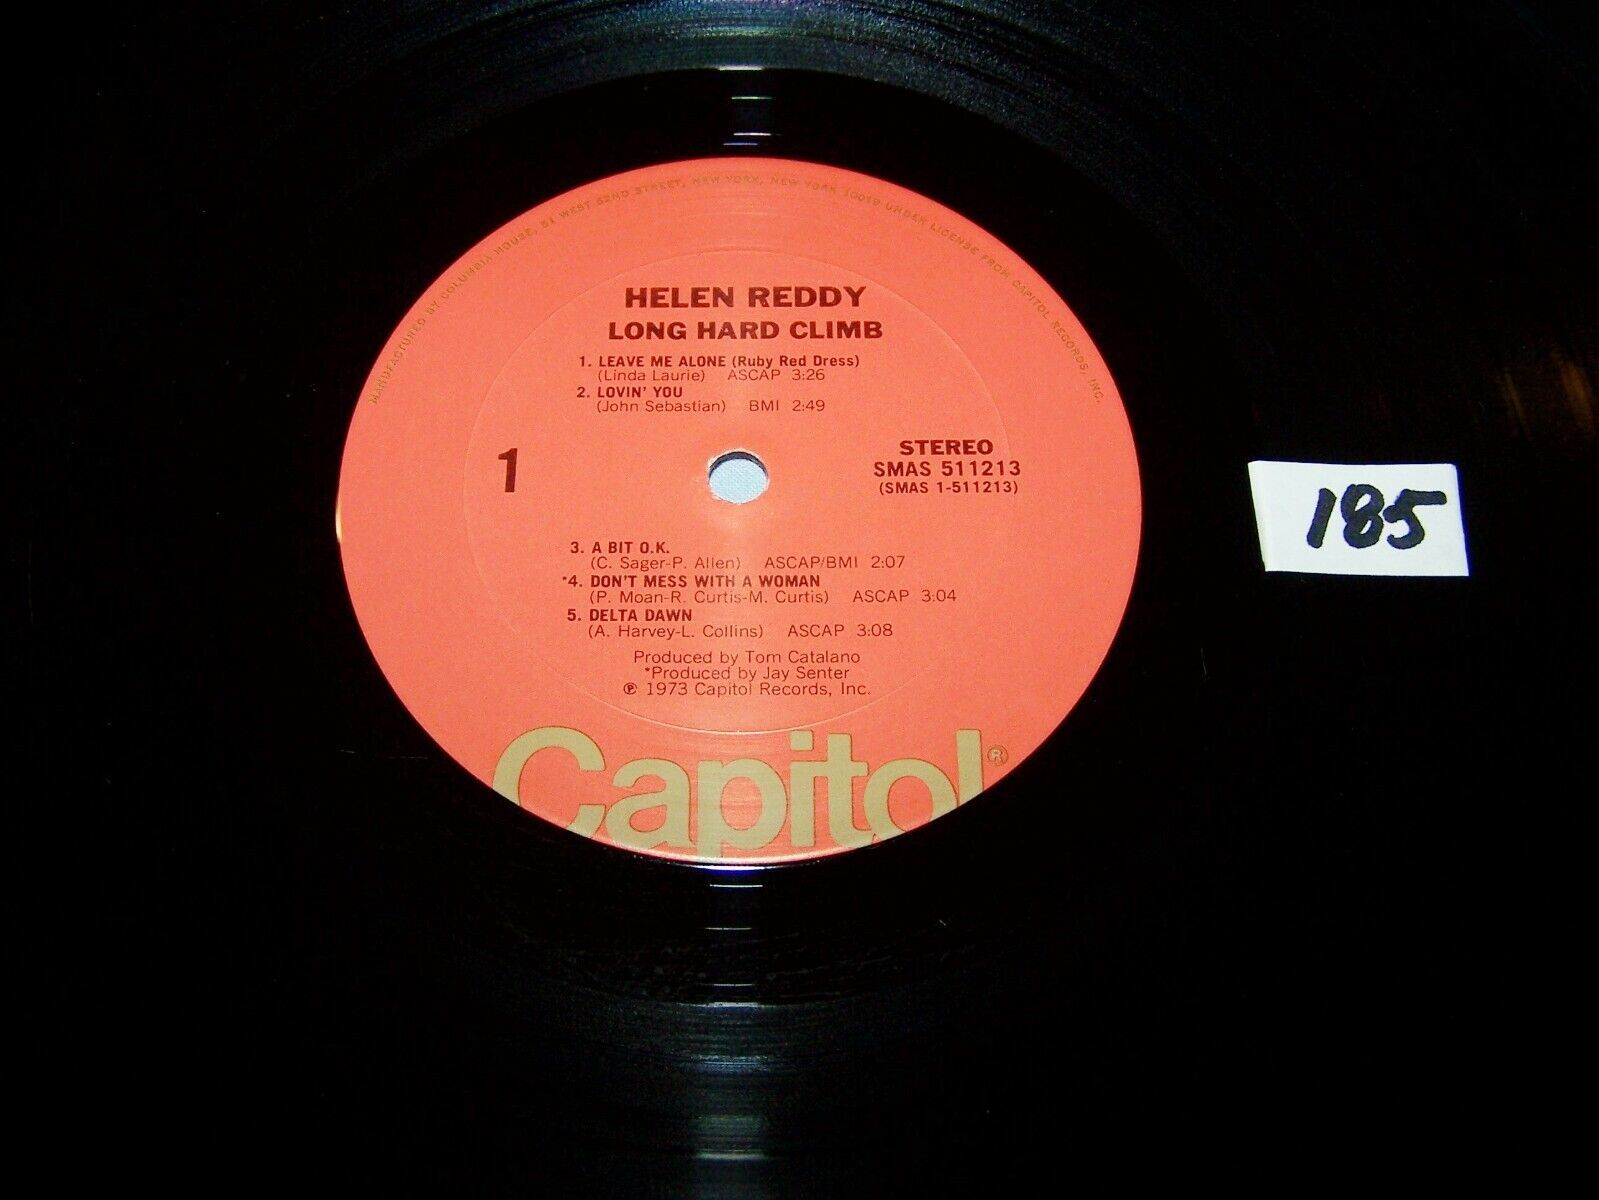 MANUFACTURED BY COLUMBIA HOUSE, 51 WEST 52ND STREET, NEW YORK, NEW YORK 10019 UNDER LICENSE FROM CAPITOL RECORDS, INC.
HELEN REDDY
LONG HARD CLIMB
1. LEAVE ME ALONE (Ruby Red Dress)
(Linda Laurie) ASCAP 3:26
2. LOVIN' YOU
(John Sebastian) BMI 2:49
1
STEREO
SMAS 511213
(SMAS 1-511213)
185
3. A BIT O.K.
(C. Sager-P. Allen) ASCAP/BMI 2:07
*4. DON'T MESS WITH A WOMAN
(P. Moan-R. Curtis-M. Curtis) ASCAP 3:04
5. DELTA DAWN
(A. Harvey-L. Collins) ASCAP 3:08
Produced by Tom Catalano
*Produced by Jay Senter
℗ 1973 Capitol Records, Inc.
Capitol®